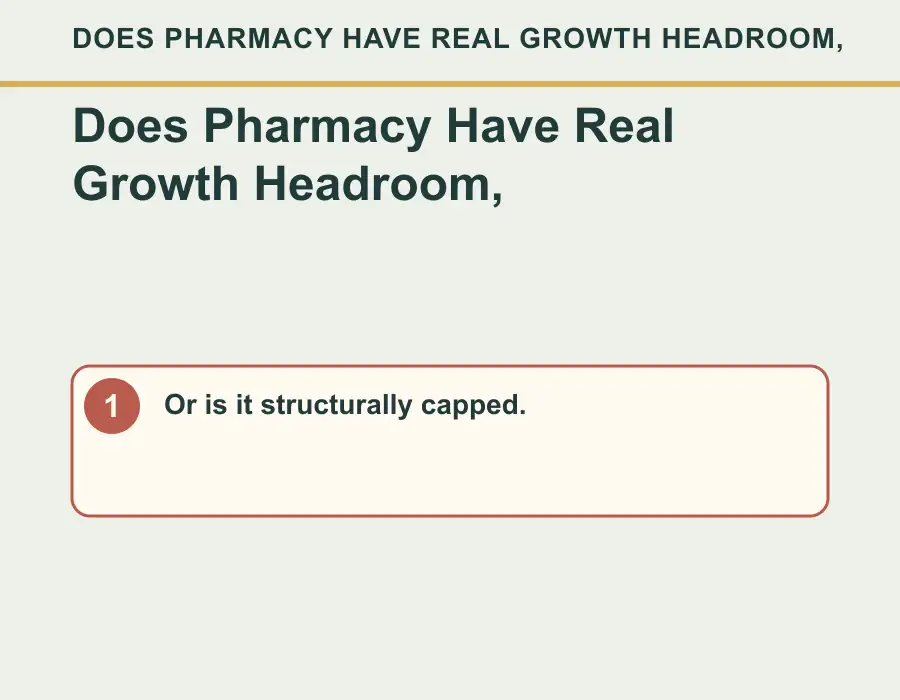 DOES PHARMACY HAVE REAL GROWTH HEADROOM,
Does Pharmacy Have Real
Growth Headroom,
1 Or is it structurally capped.